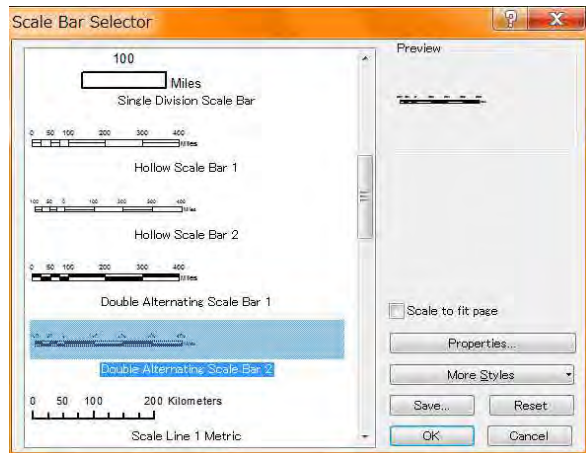 Scale Bar Selector
100
Miles
Single Division Scale Bar
0 50 100 200 300 400
Miles
Hollow Scale Bar 1
100 50 0 100 200 300 400
Miles
Hollow Scale Bar 2
0 50 100 200 300 400
Miles
Double Alternating Scale Bar 1
Double Alternating Scale Bar 2
0 50 100 200 Kilometers
Scale Line 1 Metric
Preview
Scale to fit page
Properties...
More Styles
Save... Reset
OK Cancel